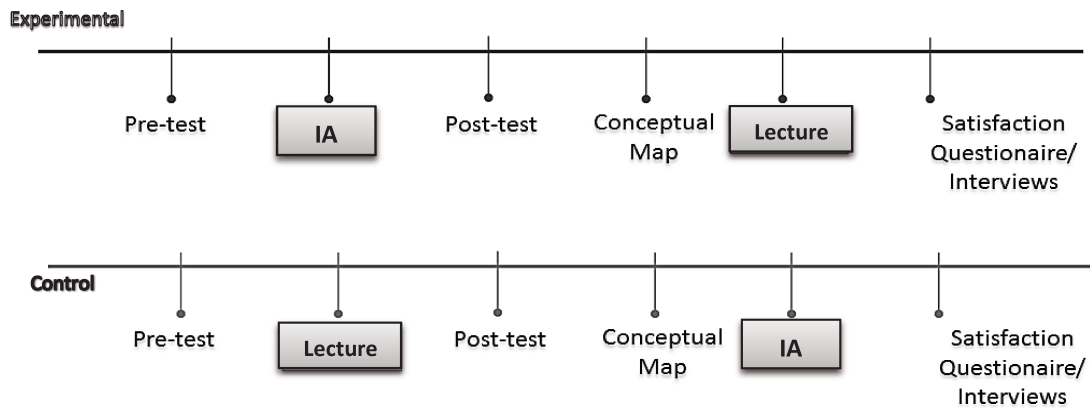 Experimental
Pre-test
IA
Post-test
Conceptual
Map
Lecture
Satisfaction
Questionaire/
Interviews
Control
Pre-test
Lecture
Post-test
Conceptual
Map
IA
Satisfaction
Questionaire/
Interviews